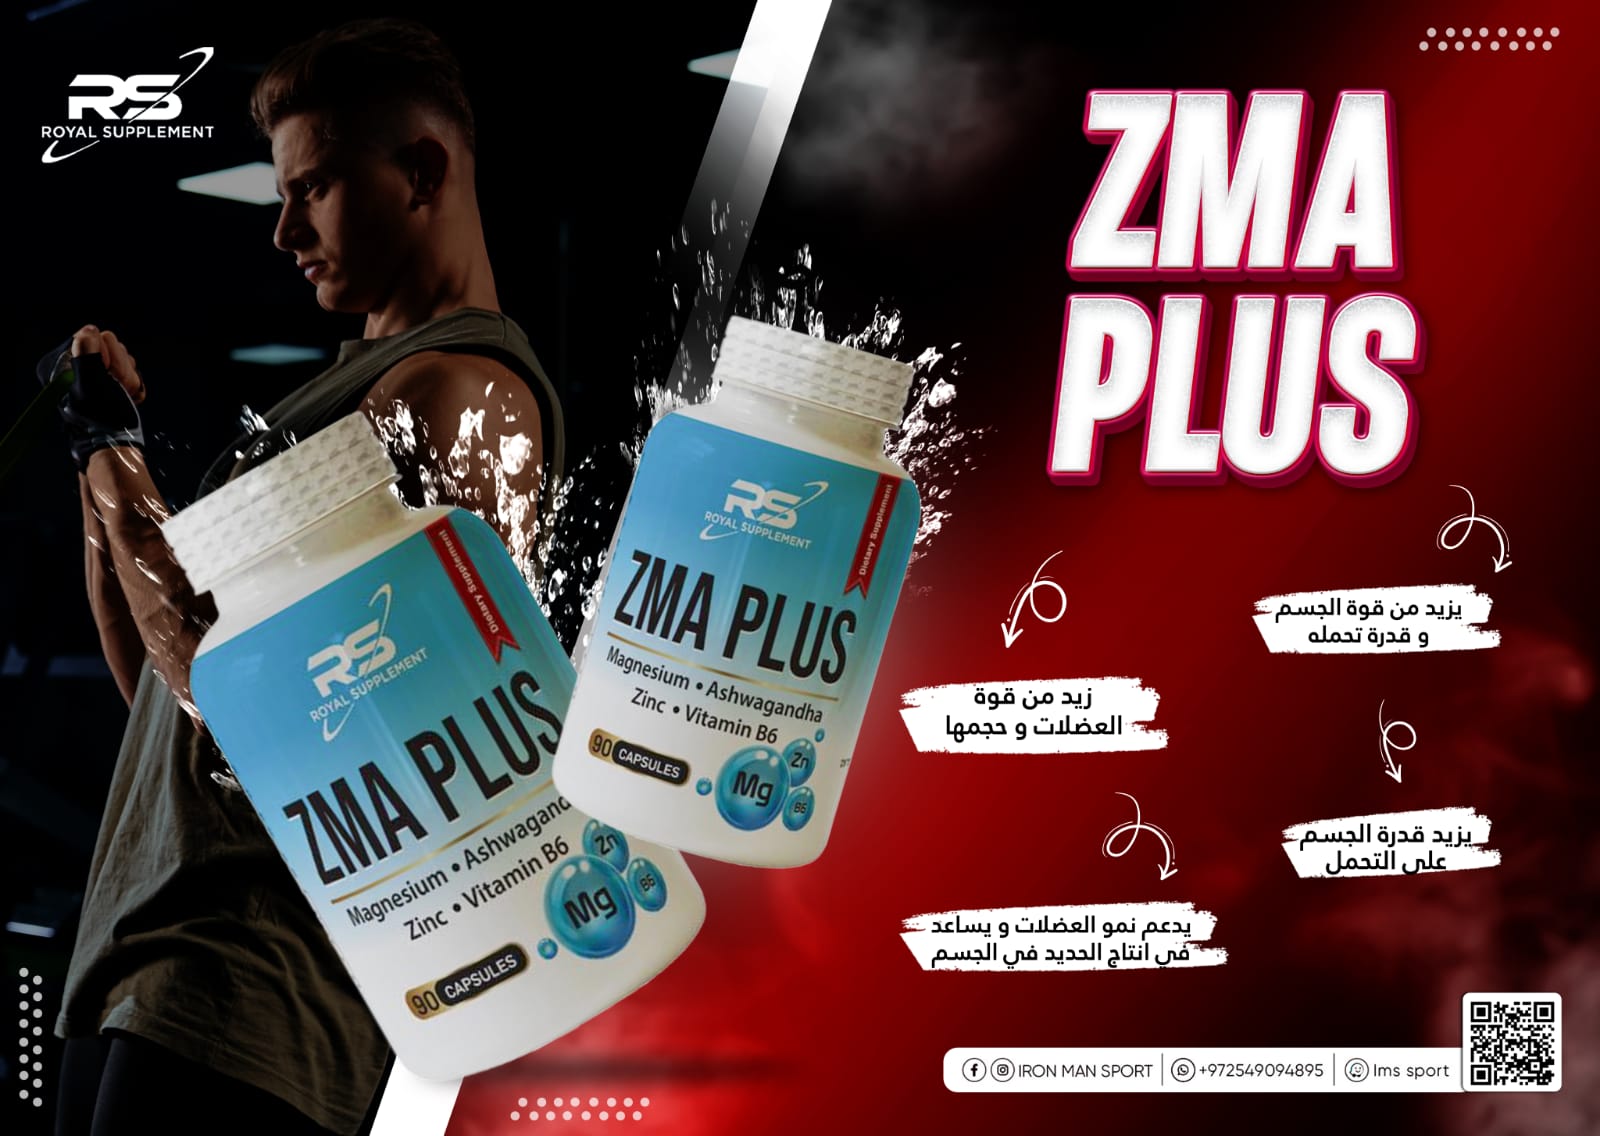 RS
ROYAL SUPPLEMENT
ZMA
PLUS
RS
ROYAL SUPPLEMENT
Dietary Supplement
ZMA PLUS
Magnesium • Ashwagandha
Zinc • Vitamin B6
90 CAPSULES
Mg
Zn
B6
RS
ROYAL SUPPLEMENT
Dietary Supplement
ZMA PLUS
Magnesium • Ashwagand
Zinc • Vitamin B6
90 CAPSULES
Mg
Zn
B6
يزيد من قوة الجسم
و قدرة تحمله
زيد من قوة
العضلات و حجمها
يزيد قدرة الجسم
على التحمل
يدعم نمو العضلات و يساعد
في انتاج الحديد في الجسم
IRON MAN SPORT
+972549094895
Ims sport